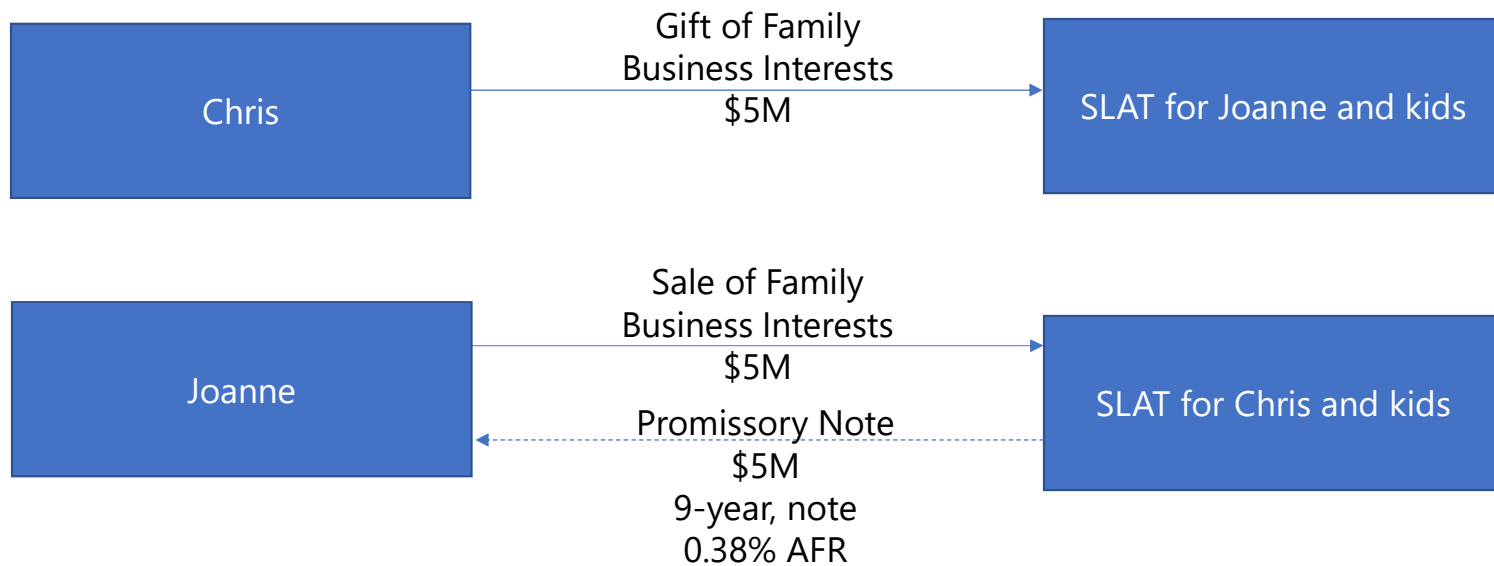 Chris
Gift of Family
Business Interests
$5M
SLAT for Joanne and kids
Joanne
Sale of Family
Business Interests
$5M
Promissory Note
$5M
9-year, note
0.38% AFR
SLAT for Chris and kids